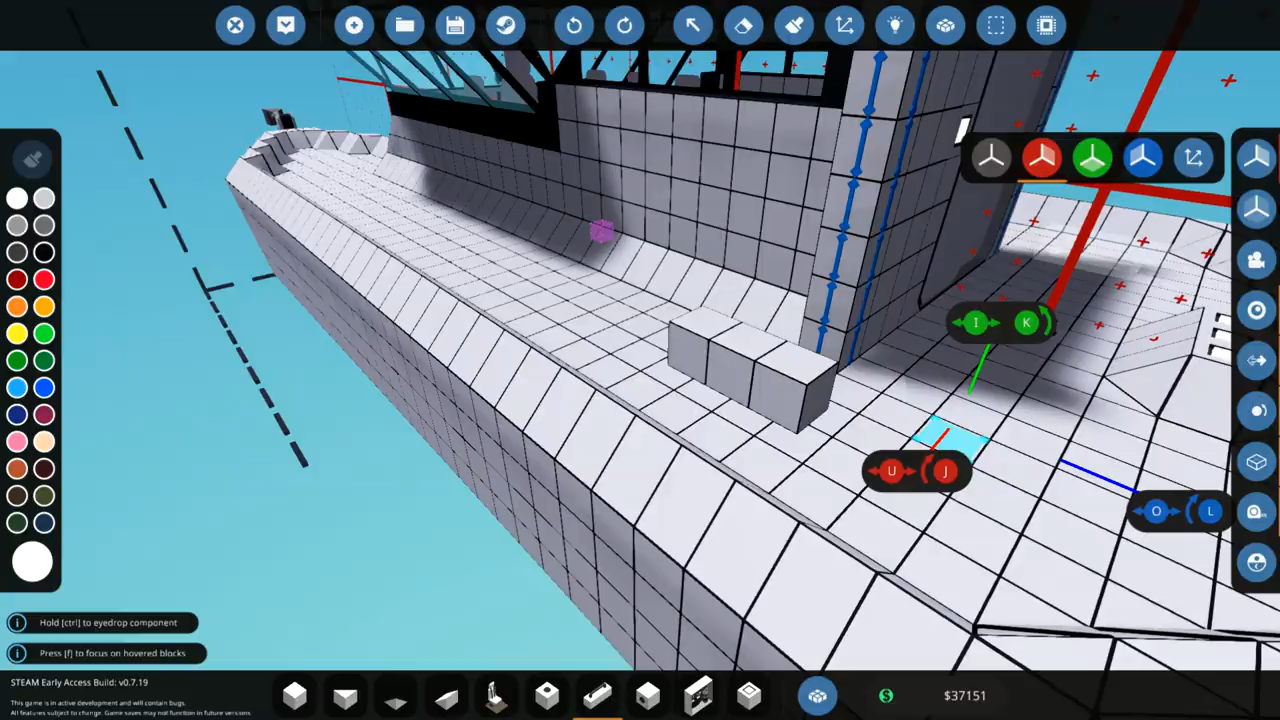 I
K
U
J
O
L
Hold [ctrl] to eyedrop component
Press [f] to focus on hovered blocks
STEAM Early Access Build: v0.7.19
This game is in active development and will contain bugs.
All features subject to change. Game saves may not function in future versions
$37151